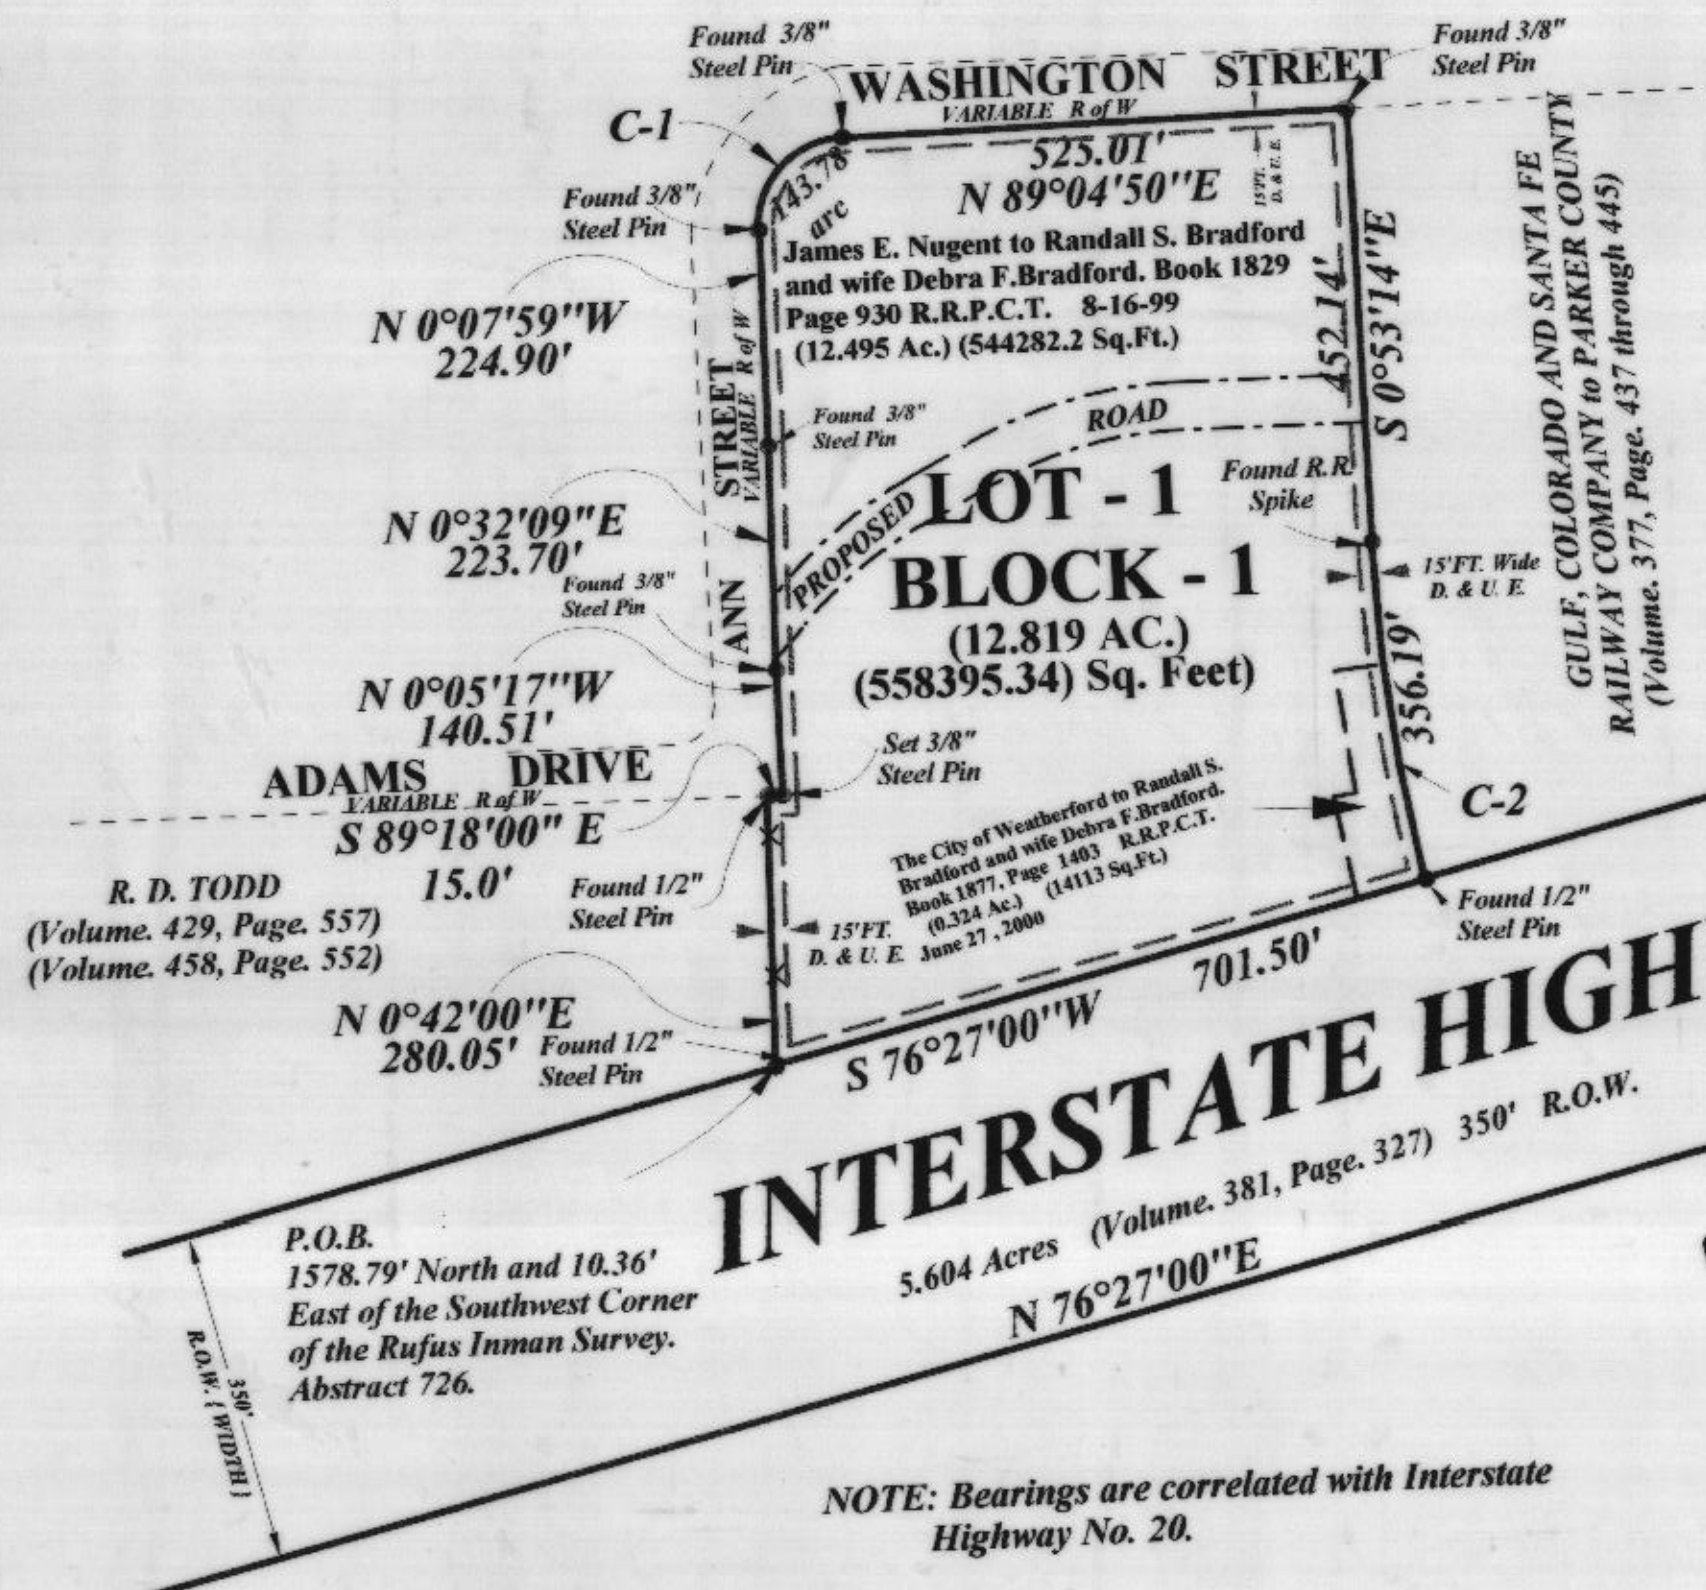 Found 3/8"
Steel Pin
Found 3/8"
Steel Pin
WASHINGTON STREET
VARIABLE R of W
C-1
143.78'
arc
525.01'
N 89°04'50"E
15'FT.
D. & U. E.
Found 3/8"
Steel Pin
James E. Nugent to Randall S. Bradford
and wife Debra F.Bradford. Book 1829
Page 930 R.R.P.C.T. 8-16-99
(12.495 Ac.) (544282.2 Sq.Ft.)
N 0°07'59"W
224.90'
STREET
VARIABLE R of W
ANN
452.14'
S 0°53'14"E
GULF, COLORADO AND SANTA FE
RAILWAY COMPANY to PARKER COUNTY
(Volume. 377, Page. 437 through 445)
Found 3/8"
Steel Pin
PROPOSED ROAD
LOT - 1
BLOCK - 1
(12.819 AC.)
(558395.34) Sq. Feet)
Found R.R.
Spike
15'FT. Wide
D. & U. E.
356.19'
C-2
N 0°32'09"E
223.70'
Found 3/8"
Steel Pin
N 0°05'17"W
140.51'
ADAMS DRIVE
VARIABLE R of W
S 89°18'00" E
15.0'
Set 3/8"
Steel Pin
R. D. TODD
(Volume. 429, Page. 557)
(Volume. 458, Page. 552)
Found 1/2"
Steel Pin
The City of Weatherford to Randall S.
Bradford and wife Debra F.Bradford.
Book 1877, Page 1403 R.R.P.C.T.
(0.324 Ac.) (14113 Sq.Ft.)
June 27 , 2000
15'FT.
D. & U. E.
Found 1/2"
Steel Pin
N 0°42'00"E
280.05'
Found 1/2"
Steel Pin
701.50'
S 76°27'00"W
INTERSTATE HIGH
5.604 Acres (Volume. 381, Page. 327) 350' R.O.W.
N 76°27'00"E
P.O.B.
1578.79' North and 10.36'
East of the Southwest Corner
of the Rufus Inman Survey.
Abstract 726.
350'
R.O.W. { WIDTH }
NOTE: Bearings are correlated with Interstate
Highway No. 20.